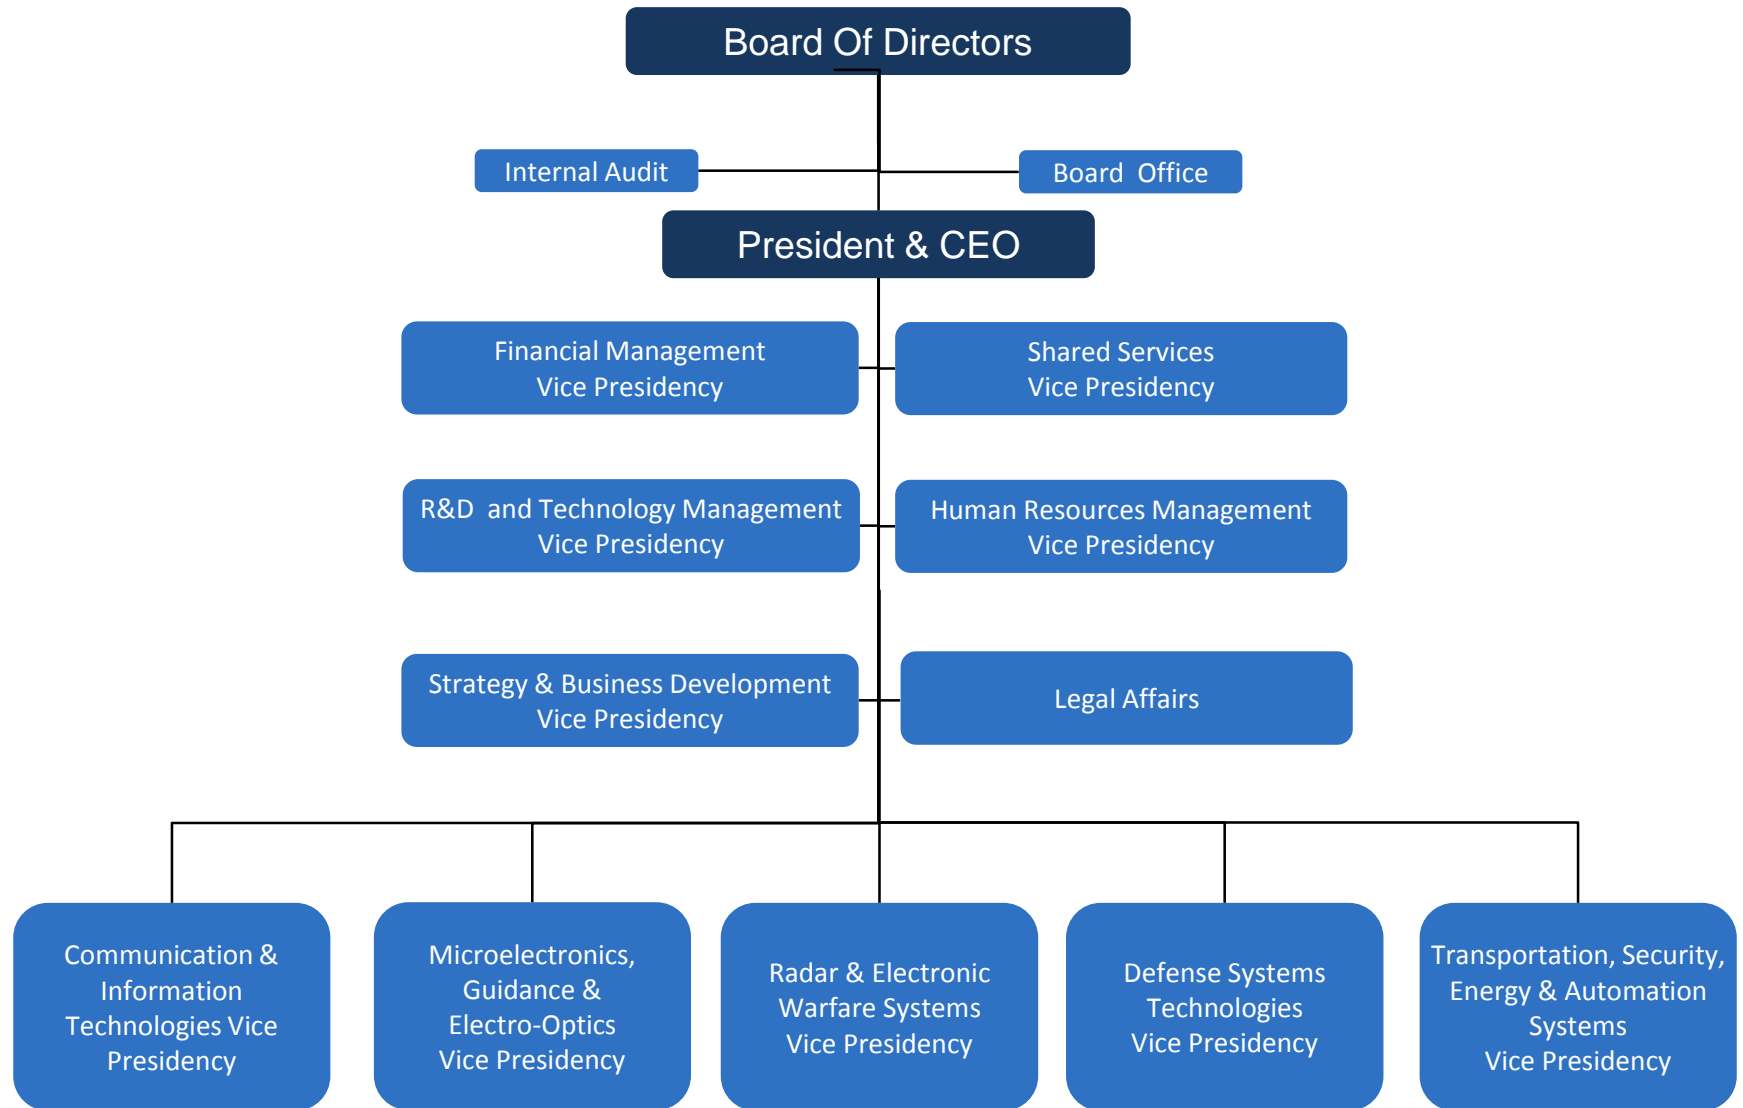 Board Of Directors
Internal Audit
Board Office
President & CEO
Financial Management
Vice Presidency
Shared Services
Vice Presidency
R&D and Technology Management
Vice Presidency
Human Resources Management
Vice Presidency
Strategy & Business Development
Vice Presidency
Legal Affairs
Communication &
Information
Technologies Vice
Presidency
Microelectronics,
Guidance &
Electro-Optics
Vice Presidency
Radar & Electronic
Warfare Systems
Vice Presidency
Defense Systems
Technologies
Vice Presidency
Transportation, Security,
Energy & Automation
Systems
Vice Presidency